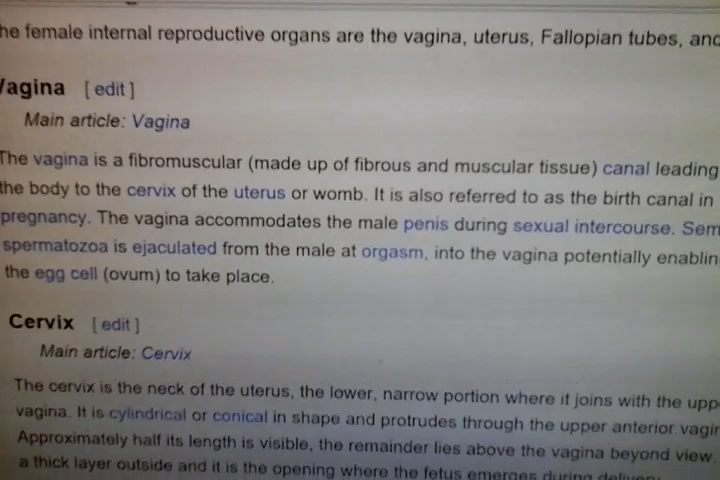 he female internal reproductive organs are the vagina, uterus, Fallopian tubes, and
Vagina [ edit ]
Main article: Vagina
The vagina is a fibromuscular (made up of fibrous and muscular tissue) canal leading
the body to the cervix of the uterus or womb. It is also referred to as the birth canal in
pregnancy. The vagina accommodates the male penis during sexual intercourse. Sem
spermatozoa is ejaculated from the male at orgasm, into the vagina potentially enablin
the egg cell (ovum) to take place.
Cervix [ edit ]
Main article: Cervix
The cervix is the neck of the uterus, the lower, narrow portion where it joins with the upp
vagina. It is cylindrical or conical in shape and protrudes through the upper anterior vagin
Approximately half its length is visible, the remainder lies above the vagina beyond view.
a thick layer outside and it is the opening where the fetus emerges during delivery.